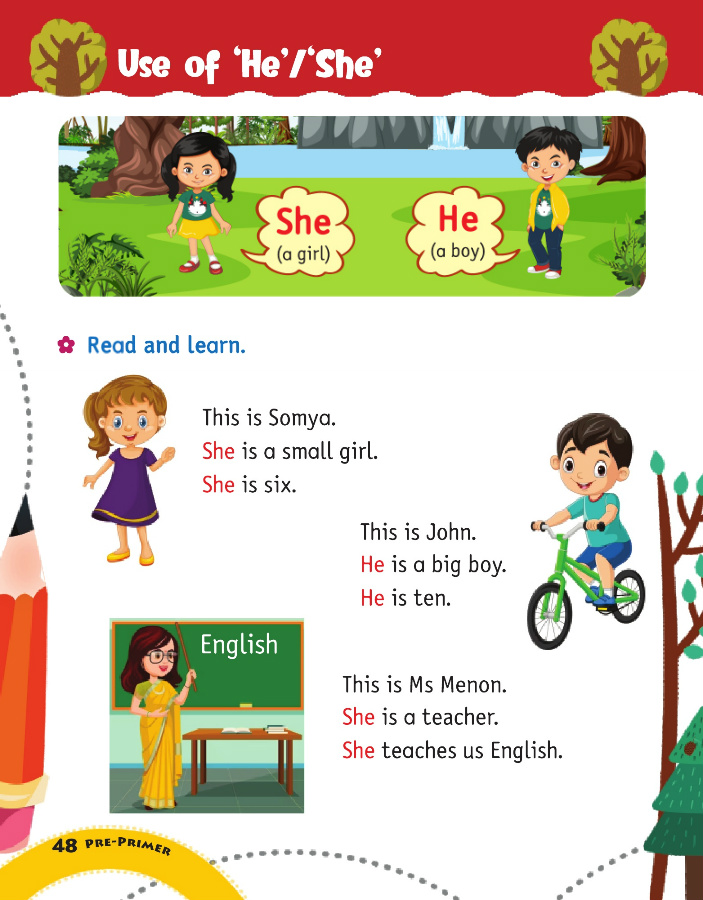 Use of ‘He’/‘She’
She
(a girl)
He
(a boy)
Read and learn.
This is Somya.
She is a small girl.
She is six.
This is John.
He is a big boy.
He is ten.
English
This is Ms Menon.
She is a teacher.
She teaches us English.
48 PRE-PRIMER